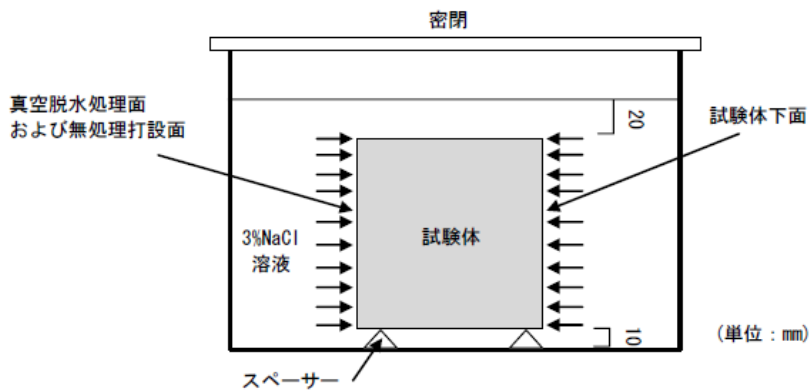 密閉
真空脱水処理面
および無処理打設面
20
試験体下面
3%NaCl
溶液
試験体
10
(単位：mm)
スペーサー